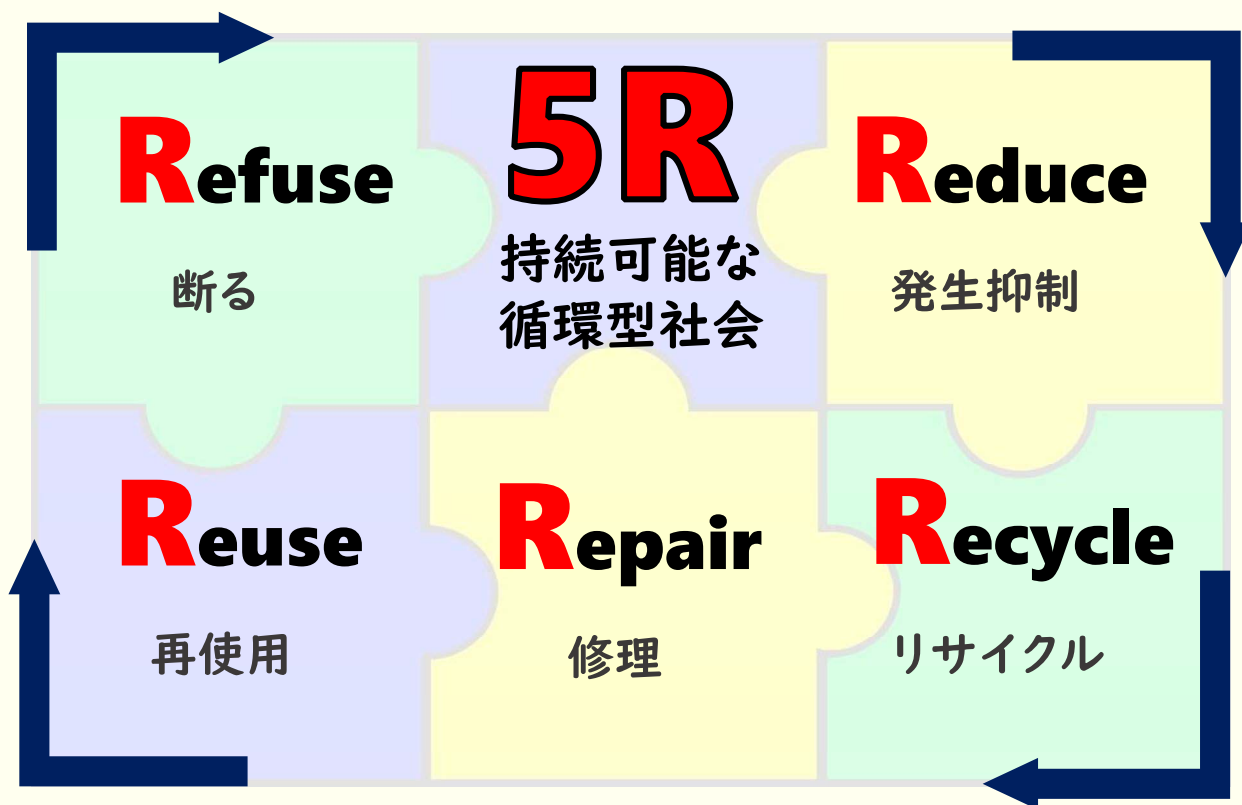 5R
持続可能な
循環型社会
Refuse
断る
Reduce
発生抑制
Reuse
再使用
Repair
修理
Recycle
リサイクル